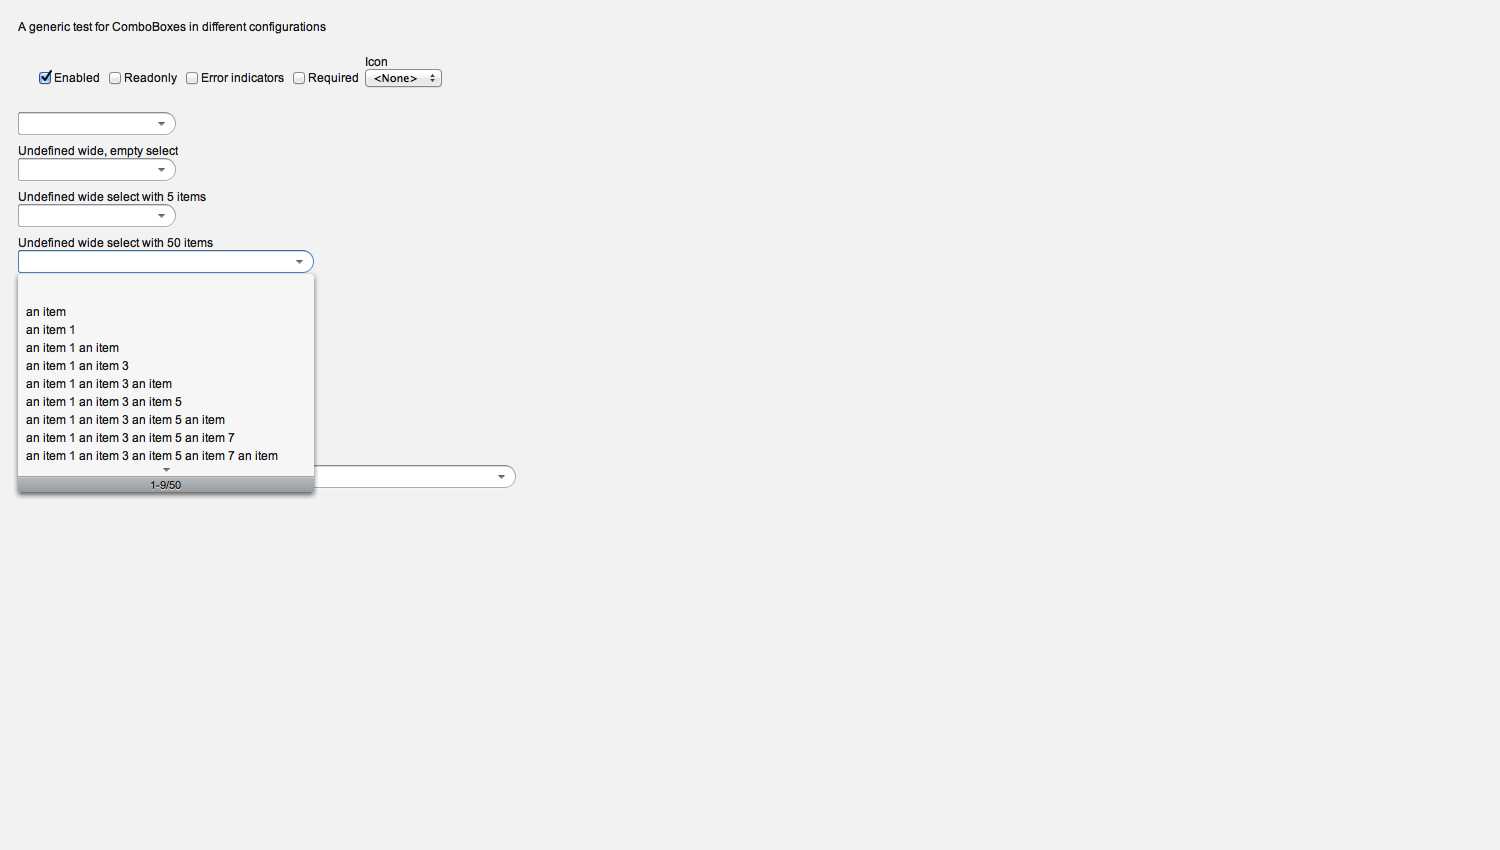 A generic test for ComboBoxes in different configurations
Icon
Enabled Readonly Error indicators Required <None>
Undefined wide, empty select
Undefined wide select with 5 items
Undefined wide select with 50 items
an item
an item 1
an item 1 an item
an item 1 an item 3
an item 1 an item 3 an item
an item 1 an item 3 an item 5
an item 1 an item 3 an item 5 an item
an item 1 an item 3 an item 5 an item 7
an item 1 an item 3 an item 5 an item 7 an item
1-9/50